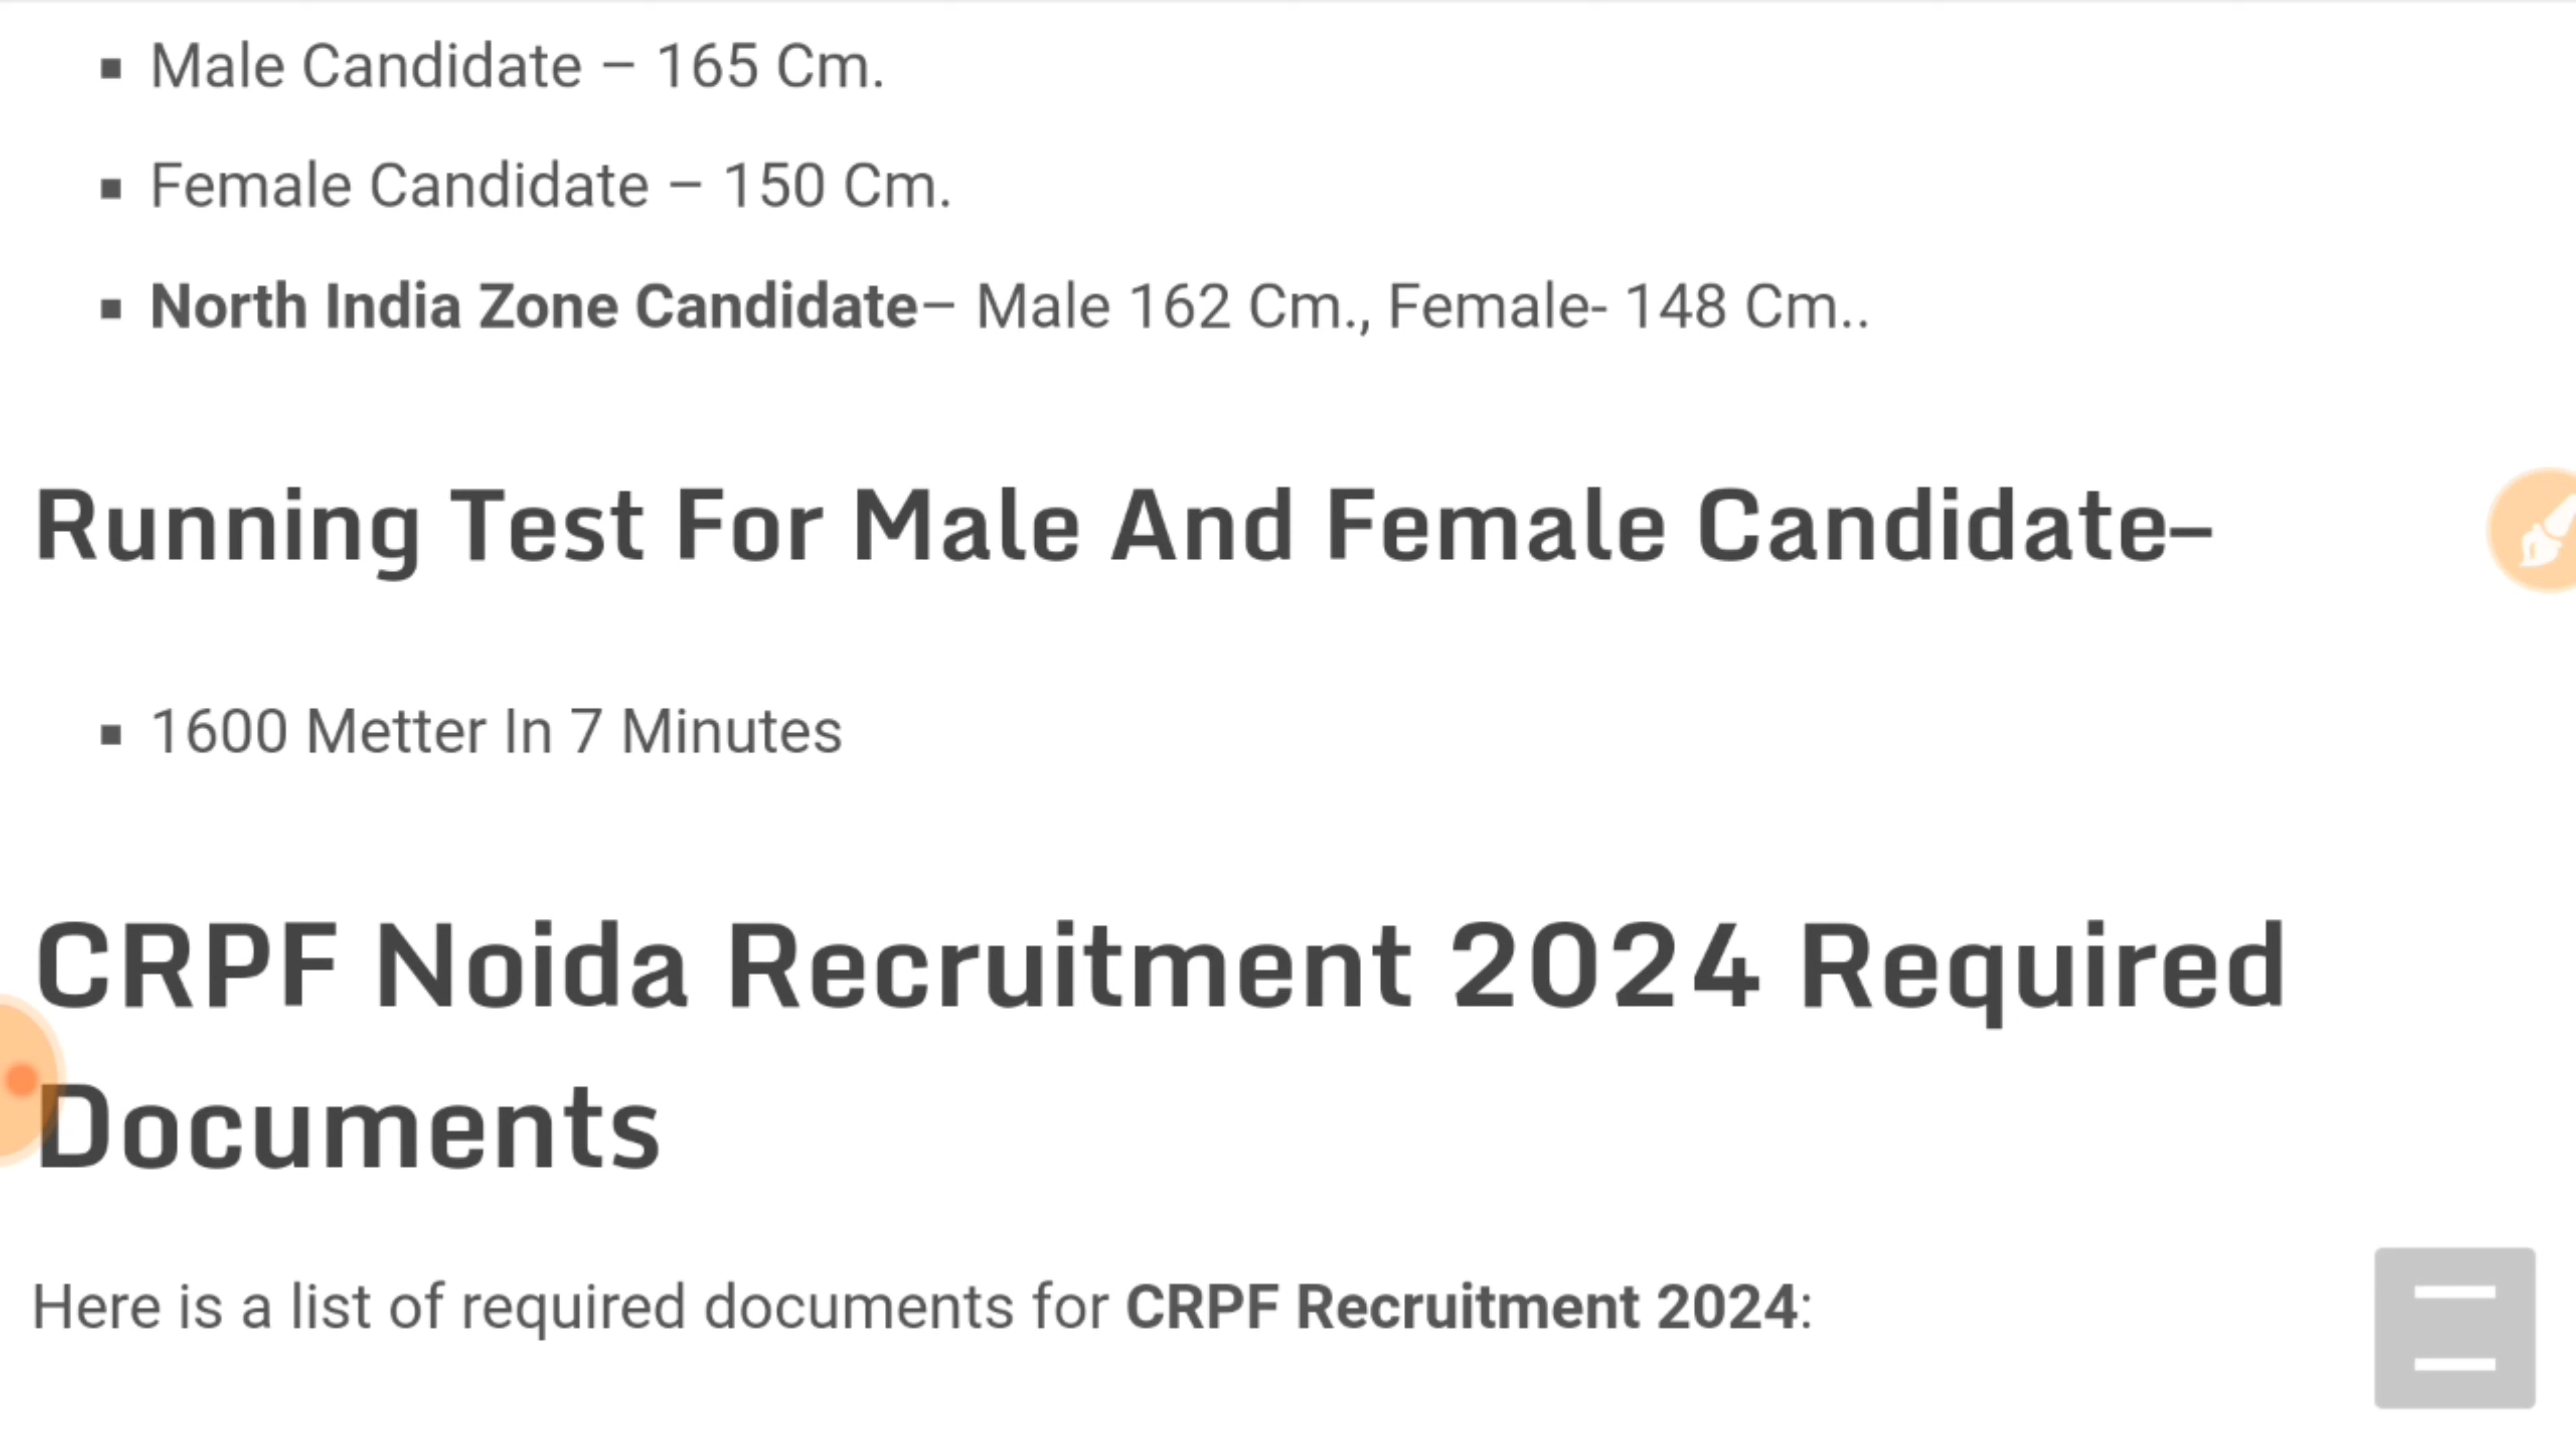 Male Candidate – 165 Cm.
Female Candidate – 150 Cm.
North India Zone Candidate– Male 162 Cm., Female- 148 Cm..
Running Test For Male And Female Candidate–
1600 Metter In 7 Minutes
CRPF Noida Recruitment 2024 Required
Documents
Here is a list of required documents for CRPF Recruitment 2024: